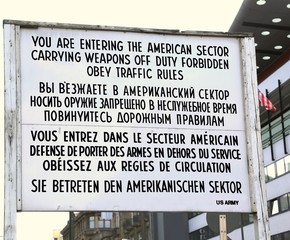 YOU ARE ENTERING THE AMERICAN SECTOR
CARRYING WEAPONS OFF DUTY FORBIDDEN
OBEY TRAFFIC RULES
ВЫ ВЪЕЗЖАЕТЕ В АМЕРИКАНСКИЙ СЕКТОР
НОСИТЬ ОРУЖИЕ ЗАПРЕЩЕНО В НЕСЛУЖЕБНОЕ ВРЕМЯ
ПОВИНУЙТЕСЬ ДОРОЖНЫМ ПРАВИЛАМ
VOUS ENTREZ DANS LE SECTEUR AMÉRICAIN
DEFENSE DE PORTER DES ARMES EN DEHORS DU SERVICE
OBÉISSEZ AUX REGLES DE CIRCULATION
SIE BETRETEN DEN AMERIKANISCHEN SEKTOR
US ARMY